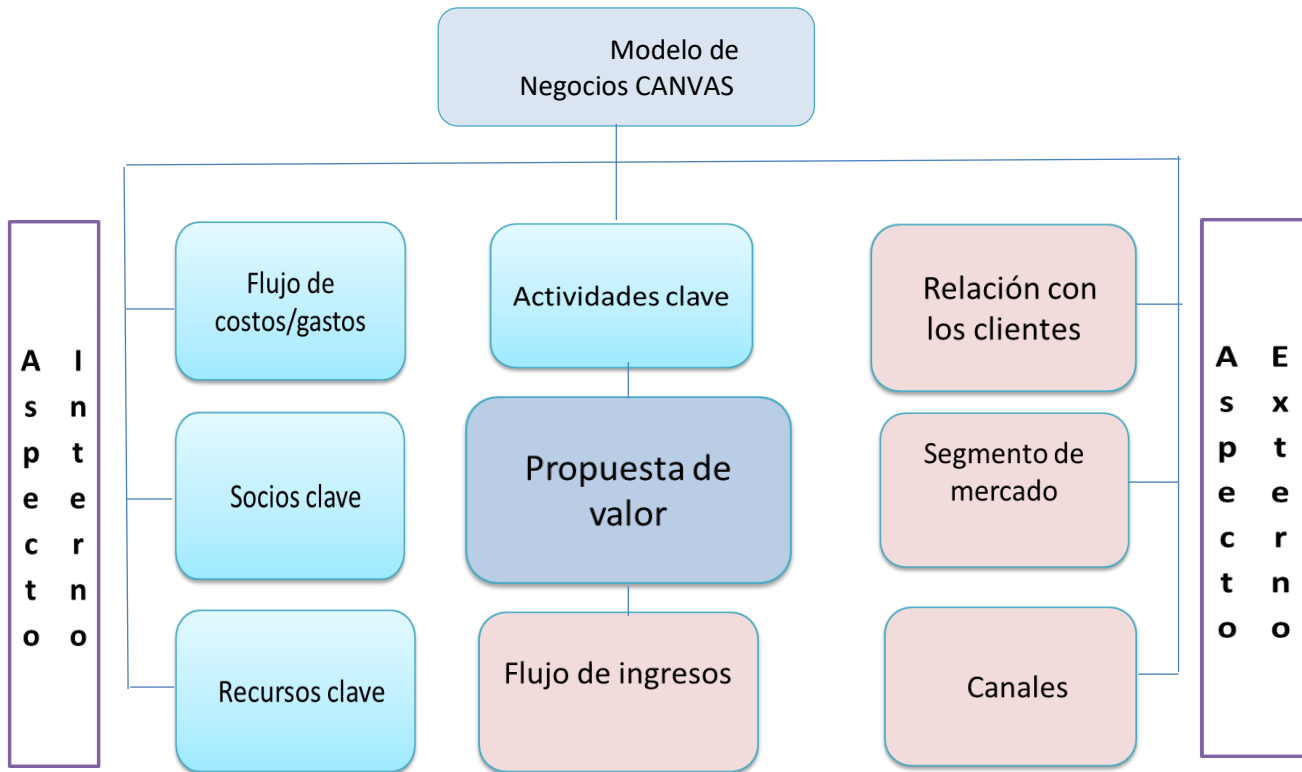 Modelo de
Negocios CANVAS
Aspecto
Interno
Flujo de
costos/gastos
Socios clave
Recursos clave
Actividades clave
Propuesta de
valor
Flujo de ingresos
Relación con
los clientes
Segmento de
mercado
Canales
Aspecto
Externo